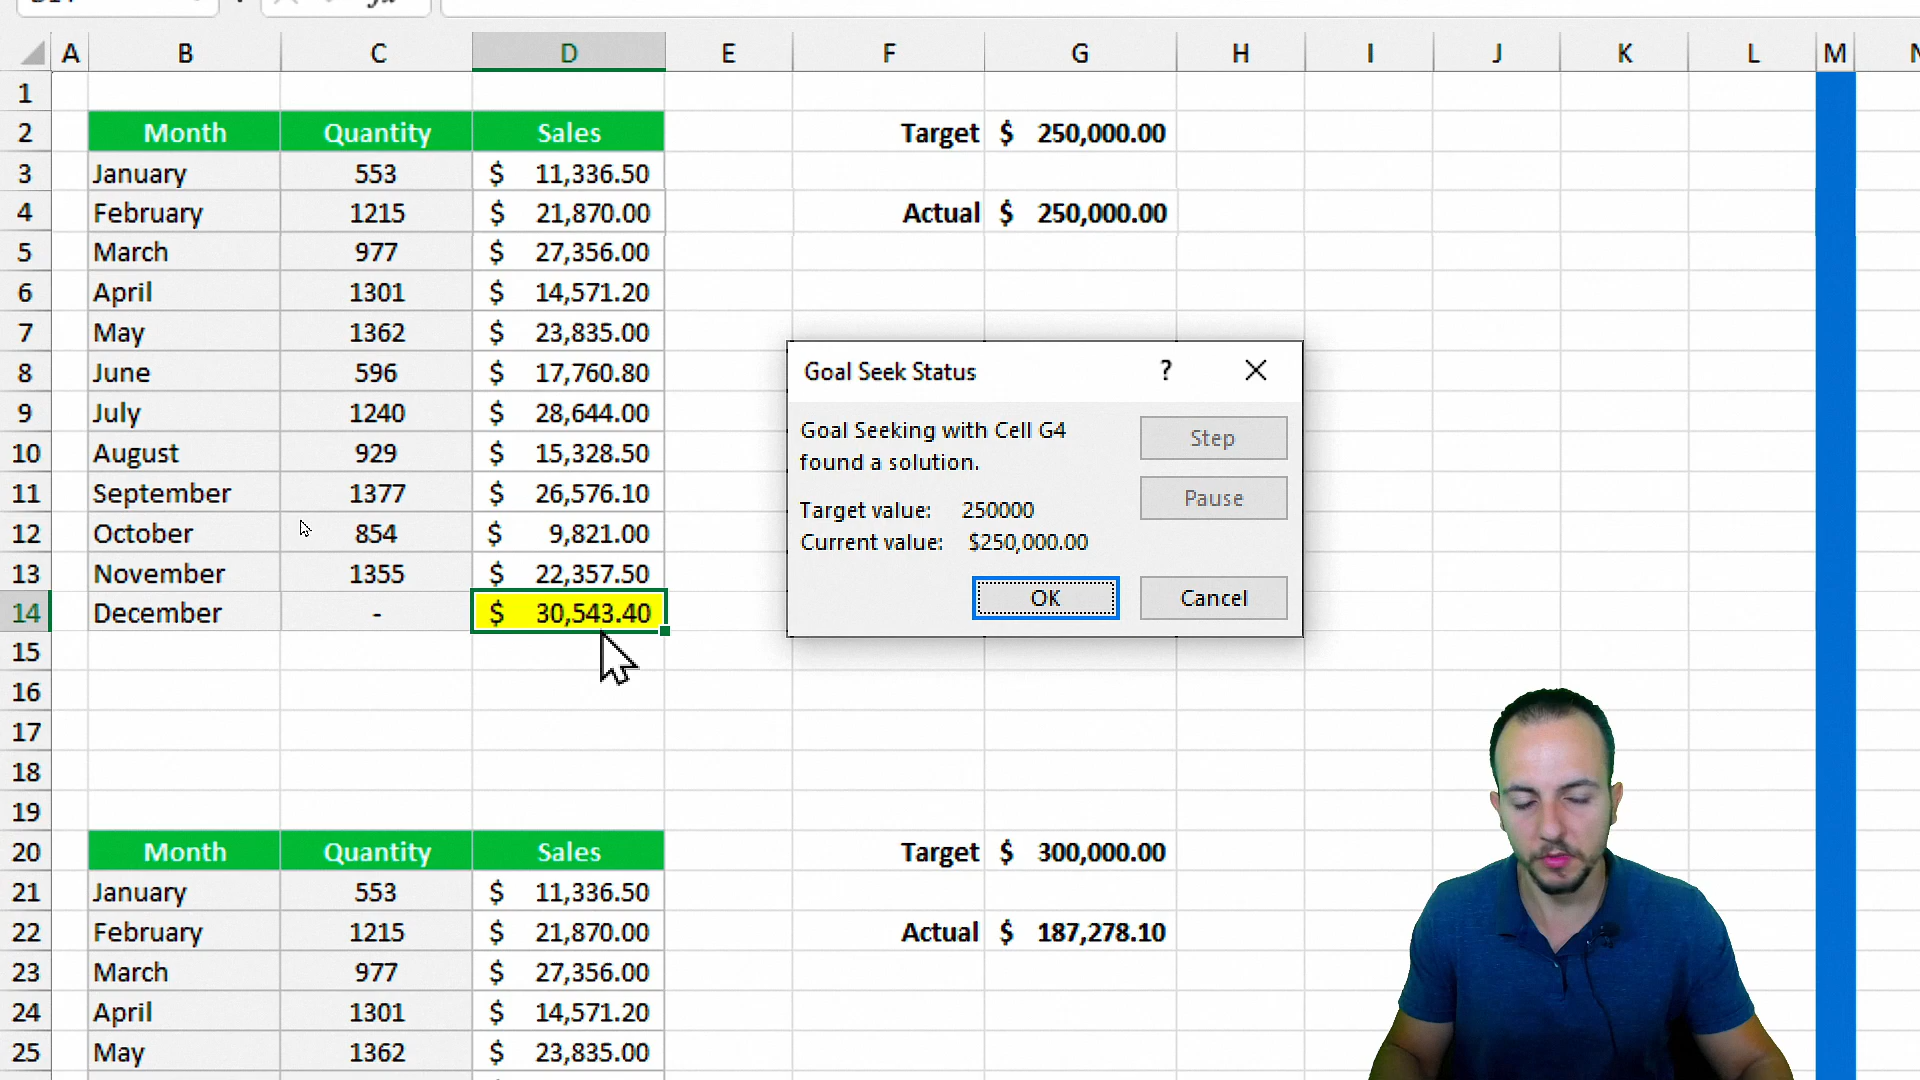 A B C D E F G H I J K L M
1
2 Month Quantity Sales Target $ 250,000.00
3 January 553 $ 11,336.50
4 February 1215 $ 21,870.00 Actual $ 250,000.00
5 March 977 $ 27,356.00
6 April 1301 $ 14,571.20
7 May 1362 $ 23,835.00
8 June 596 $ 17,760.80
9 July 1240 $ 28,644.00
10 August 929 $ 15,328.50
11 September 1377 $ 26,576.10
12 October 854 $ 9,821.00
13 November 1355 $ 22,357.50
14 December - $ 30,543.40
Goal Seek Status ?
Goal Seeking with Cell G4
found a solution.
Step
Target value: 250000
Pause
Current value: $250,000.00
OK Cancel
15
16
17
18
19
20 Month Quantity Sales Target $ 300,000.00
21 January 553 $ 11,336.50
22 February 1215 $ 21,870.00 Actual $ 187,278.10
23 March 977 $ 27,356.00
24 April 1301 $ 14,571.20
25 May 1362 $ 23,835.00